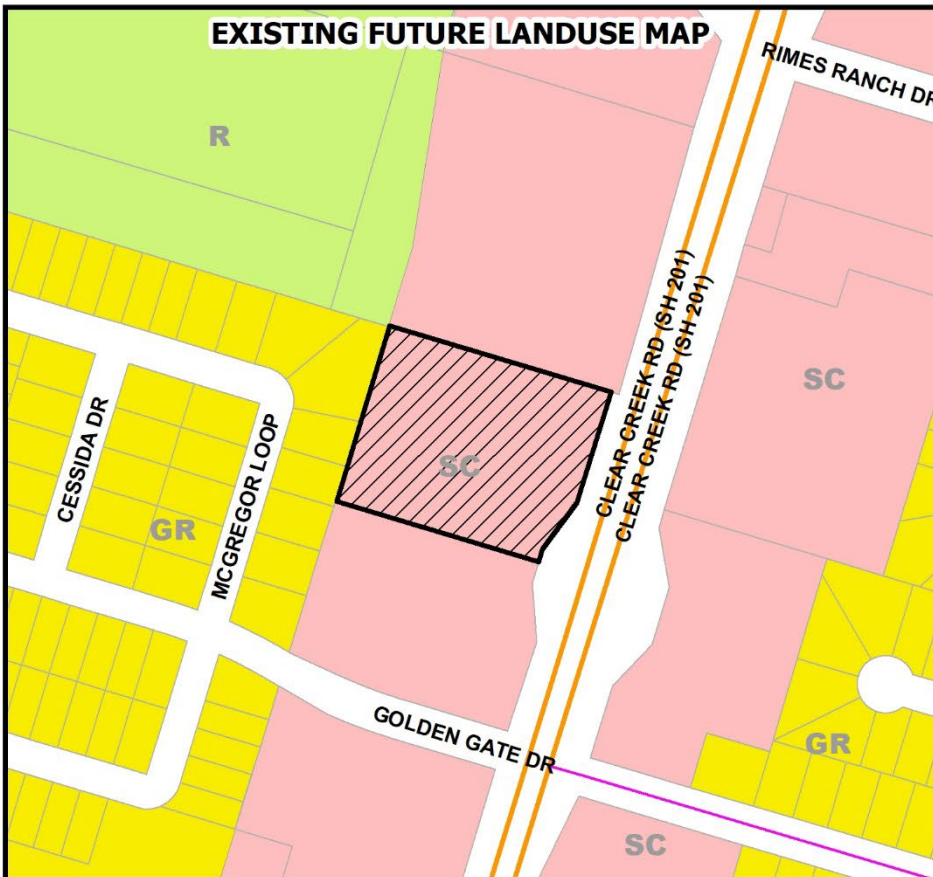 EXISTING FUTURE LANDUSE MAP
RIMES RANCH DR
R
CLEAR CREEK RD (SH 201)
CLEAR CREEK RD (SH 201)
SC
SC
CESSIDA DR
MCGREGOR LOOP
GR
GOLDEN GATE DR
GR
SC